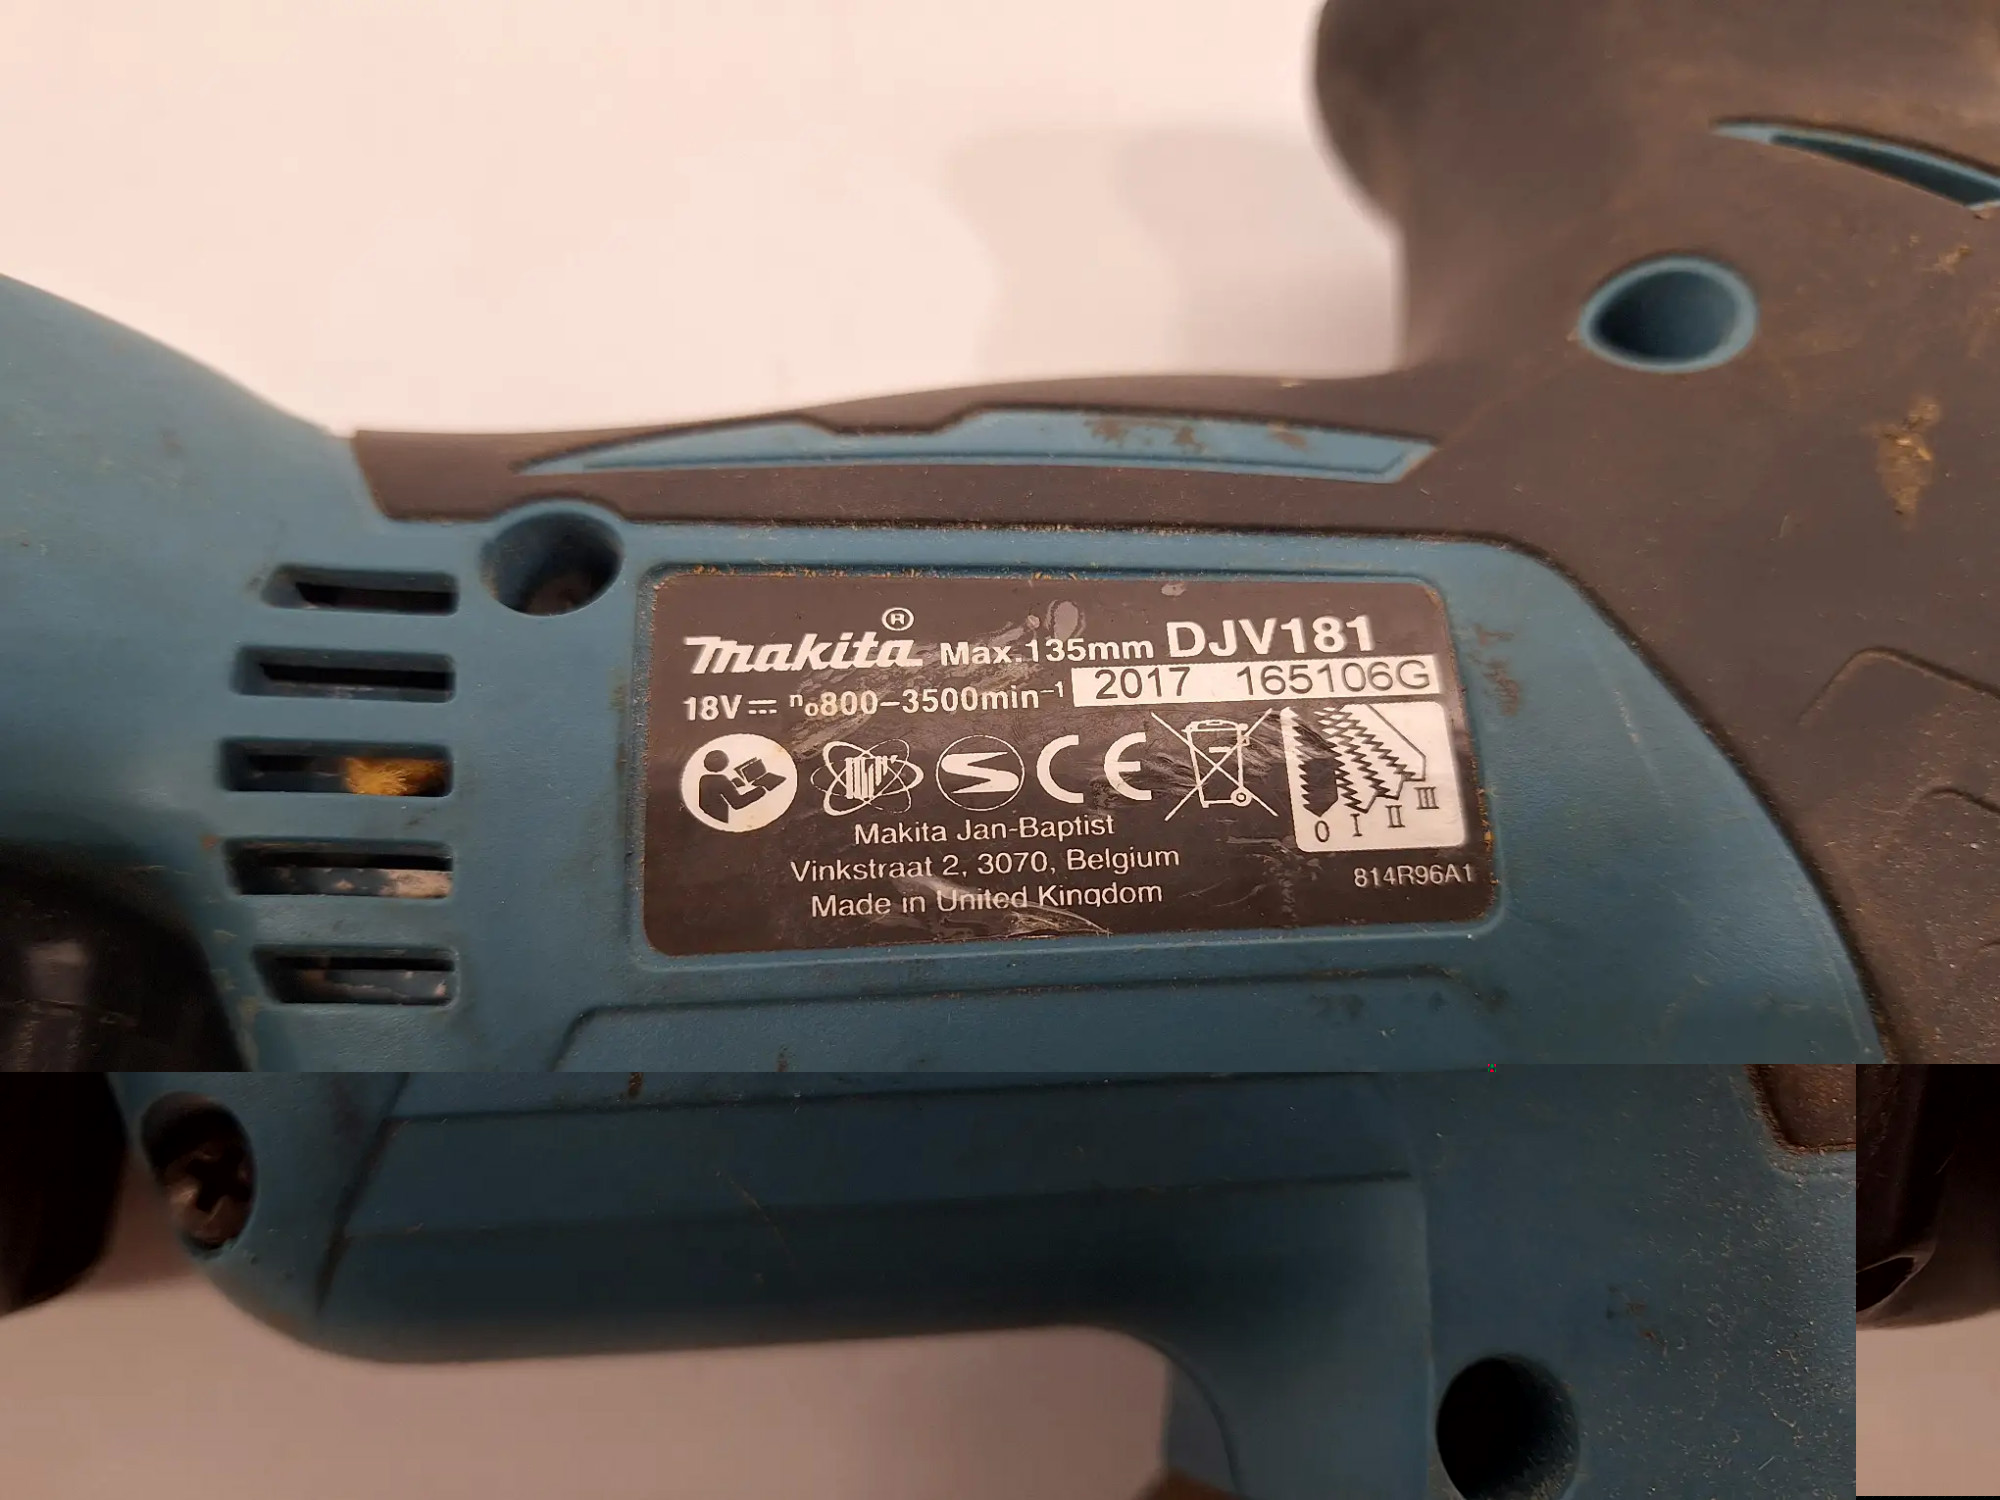 makita® Max.135mm DJV181
18V⎓ n₀800-3500min⁻¹ 2017 165106G
CE
0 I II III
Makita Jan-Baptist
Vinkstraat 2, 3070, Belgium
Made in United Kingdom
814R96A1